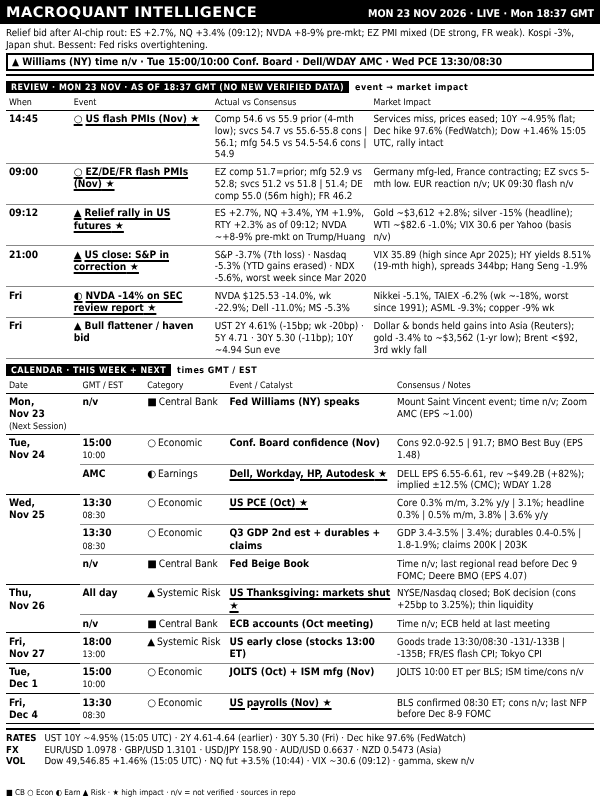 MACROQUANT INTELLIGENCE MON 23 NOV 2026 · LIVE · Mon 18:37 GMT
Relief bid after AI-chip rout: ES +2.7%, NQ +3.4% (09:12); NVDA +8-9% pre-mkt; EZ PMI mixed (DE strong, FR weak). Kospi -3%,
Japan shut. Bessent: Fed risks overtightening.
▲ Williams (NY) time n/v · Tue 15:00/10:00 Conf. Board · Dell/WDAY AMC · Wed PCE 13:30/08:30
REVIEW · MON 23 NOV · AS OF 18:37 GMT (NO NEW VERIFIED DATA) event → market impact
When Event Actual vs Consensus Market Impact
14:45 ○ US flash PMIs (Nov) ★ Comp 54.6 vs 55.9 prior (4-mth Services miss, prices eased; 10Y ~4.95% flat;
low); svcs 54.7 vs 55.6-55.8 cons | Dec hike 97.6% (FedWatch); Dow +1.46% 15:05
56.1; mfg 54.5 vs 54.5-54.6 cons | UTC, rally intact
54.9
09:00 ○ EZ/DE/FR flash PMIs EZ comp 51.7=prior; mfg 52.9 vs Germany mfg-led, France contracting; EZ svcs 5-
(Nov) ★ 52.8; svcs 51.2 vs 51.8 | 51.4; DE mth low. EUR reaction n/v; UK 09:30 flash n/v
comp 55.0 (56m high); FR 46.2
09:12 ▲ Relief rally in US ES +2.7%, NQ +3.4%, YM +1.9%, Gold ~$3,612 +2.8%; silver -15% (headline);
futures ★ RTY +2.3% as of 09:12; NVDA WTI ~$82.6 -1.0%; VIX 30.6 per Yahoo (basis
~+8-9% pre-mkt on Trump/Huang n/v)
21:00 ▲ US close: S&P in S&P -3.7% (7th loss) · Nasdaq VIX 35.89 (high since Apr 2025); HY yields 8.51%
correction ★ -5.3% (YTD gains erased) · NDX (19-mth high), spreads 344bp; Hang Seng -1.9%
-5.6%, worst week since Mar 2020
Fri ◐ NVDA -14% on SEC NVDA $125.53 -14.0%, wk Nikkei -5.1%, TAIEX -6.2% (wk ~-18%, worst
review report ★ -22.9%; Dell -11.0%; MS -5.3% since 1991); ASML -9.3%; copper -9% wk
Fri ▲ Bull flattener / haven UST 2Y 4.61% (-15bp; wk -20bp) · Dollar & bonds held gains into Asia (Reuters);
bid 5Y 4.71 · 30Y 5.30 (-11bp); 10Y gold -3.4% to ~$3,562 (1-yr low); Brent <$92,
~4.94 Sun eve 3rd wkly fall
CALENDAR · THIS WEEK + NEXT times GMT / EST
Date GMT / EST Category Event / Catalyst Consensus / Notes
Mon, n/v ■ Central Bank Fed Williams (NY) speaks Mount Saint Vincent event; time n/v; Zoom
Nov 23 AMC (EPS ~1.00)
(Next Session)
Tue, 15:00 ○ Economic Conf. Board confidence (Nov) Cons 92.0-92.5 | 91.7; BMO Best Buy (EPS
Nov 24 10:00 1.48)
AMC ◐ Earnings Dell, Workday, HP, Autodesk ★ DELL EPS 6.55-6.61, rev ~$49.2B (+82%);
implied ±12.5% (CMC); WDAY 1.28
Wed, 13:30 ○ Economic US PCE (Oct) ★ Core 0.3% m/m, 3.2% y/y | 3.1%; headline
Nov 25 08:30 0.3% | 0.5% m/m, 3.8% | 3.6% y/y
13:30 ○ Economic Q3 GDP 2nd est + durables + GDP 3.4-3.5% | 3.4%; durables 0.4-0.5% |
08:30 claims 1.8-1.9%; claims 200K | 203K
n/v ■ Central Bank Fed Beige Book Time n/v; last regional read before Dec 9
FOMC; Deere BMO (EPS 4.07)
Thu, All day ▲ Systemic Risk US Thanksgiving: markets shut NYSE/Nasdaq closed; BoK decision (cons
Nov 26 ★ +25bp to 3.25%); thin liquidity
n/v ■ Central Bank ECB accounts (Oct meeting) Time n/v; ECB held at last meeting
Fri, 18:00 ▲ Systemic Risk US early close (stocks 13:00 Goods trade 13:30/08:30 -131/-133B |
Nov 27 13:00 ET) -135B; FR/ES flash CPI; Tokyo CPI
Tue, 15:00 ○ Economic JOLTS (Oct) + ISM mfg (Nov) JOLTS 10:00 ET per BLS; ISM time/cons n/v
Dec 1 10:00
Fri, 13:30 ○ Economic US payrolls (Nov) ★ BLS confirmed 08:30 ET; cons n/v; last NFP
Dec 4 08:30 before Dec 8-9 FOMC
RATES UST 10Y ~4.95% (15:05 UTC) · 2Y 4.61-4.64 (earlier) · 30Y 5.30 (Fri) · Dec hike 97.6% (FedWatch)
FX EUR/USD 1.0978 · GBP/USD 1.3101 · USD/JPY 158.90 · AUD/USD 0.6637 · NZD 0.5473 (Asia)
VOL Dow 49,546.85 +1.46% (15:05 UTC) · NQ fut +3.5% (10:44) · VIX ~30.6 (09:12) · gamma, skew n/v
■ CB ○ Econ ◐ Earn ▲ Risk · ★ high impact · n/v = not verified · sources in repo